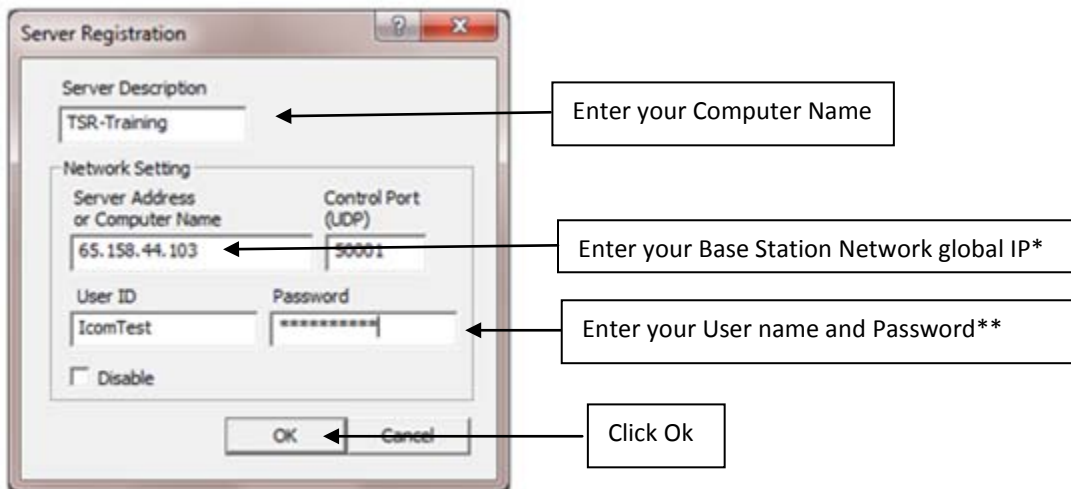 Server Registration
Server Description
TSR-Training
Enter your Computer Name
Network Setting
Server Address
or Computer Name
Control Port
(UDP)
65.158.44.103
50001
Enter your Base Station Network global IP*
User ID
Password
IcomTest
**********
Enter your User name and Password**
Disable
OK
Cancel
Click Ok